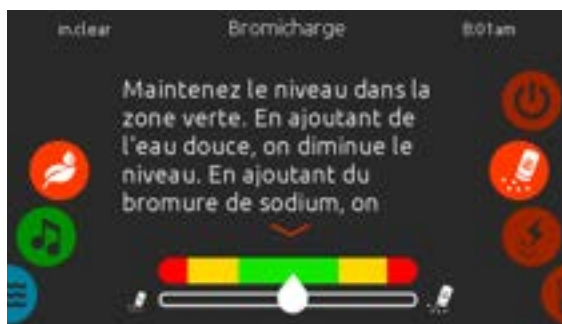 in.clear
Bromicharge
8:01am
Maintenez le niveau dans la
zone verte. En ajoutant de
l'eau douce, on diminue le
niveau. En ajoutant du
bromure de sodium, on